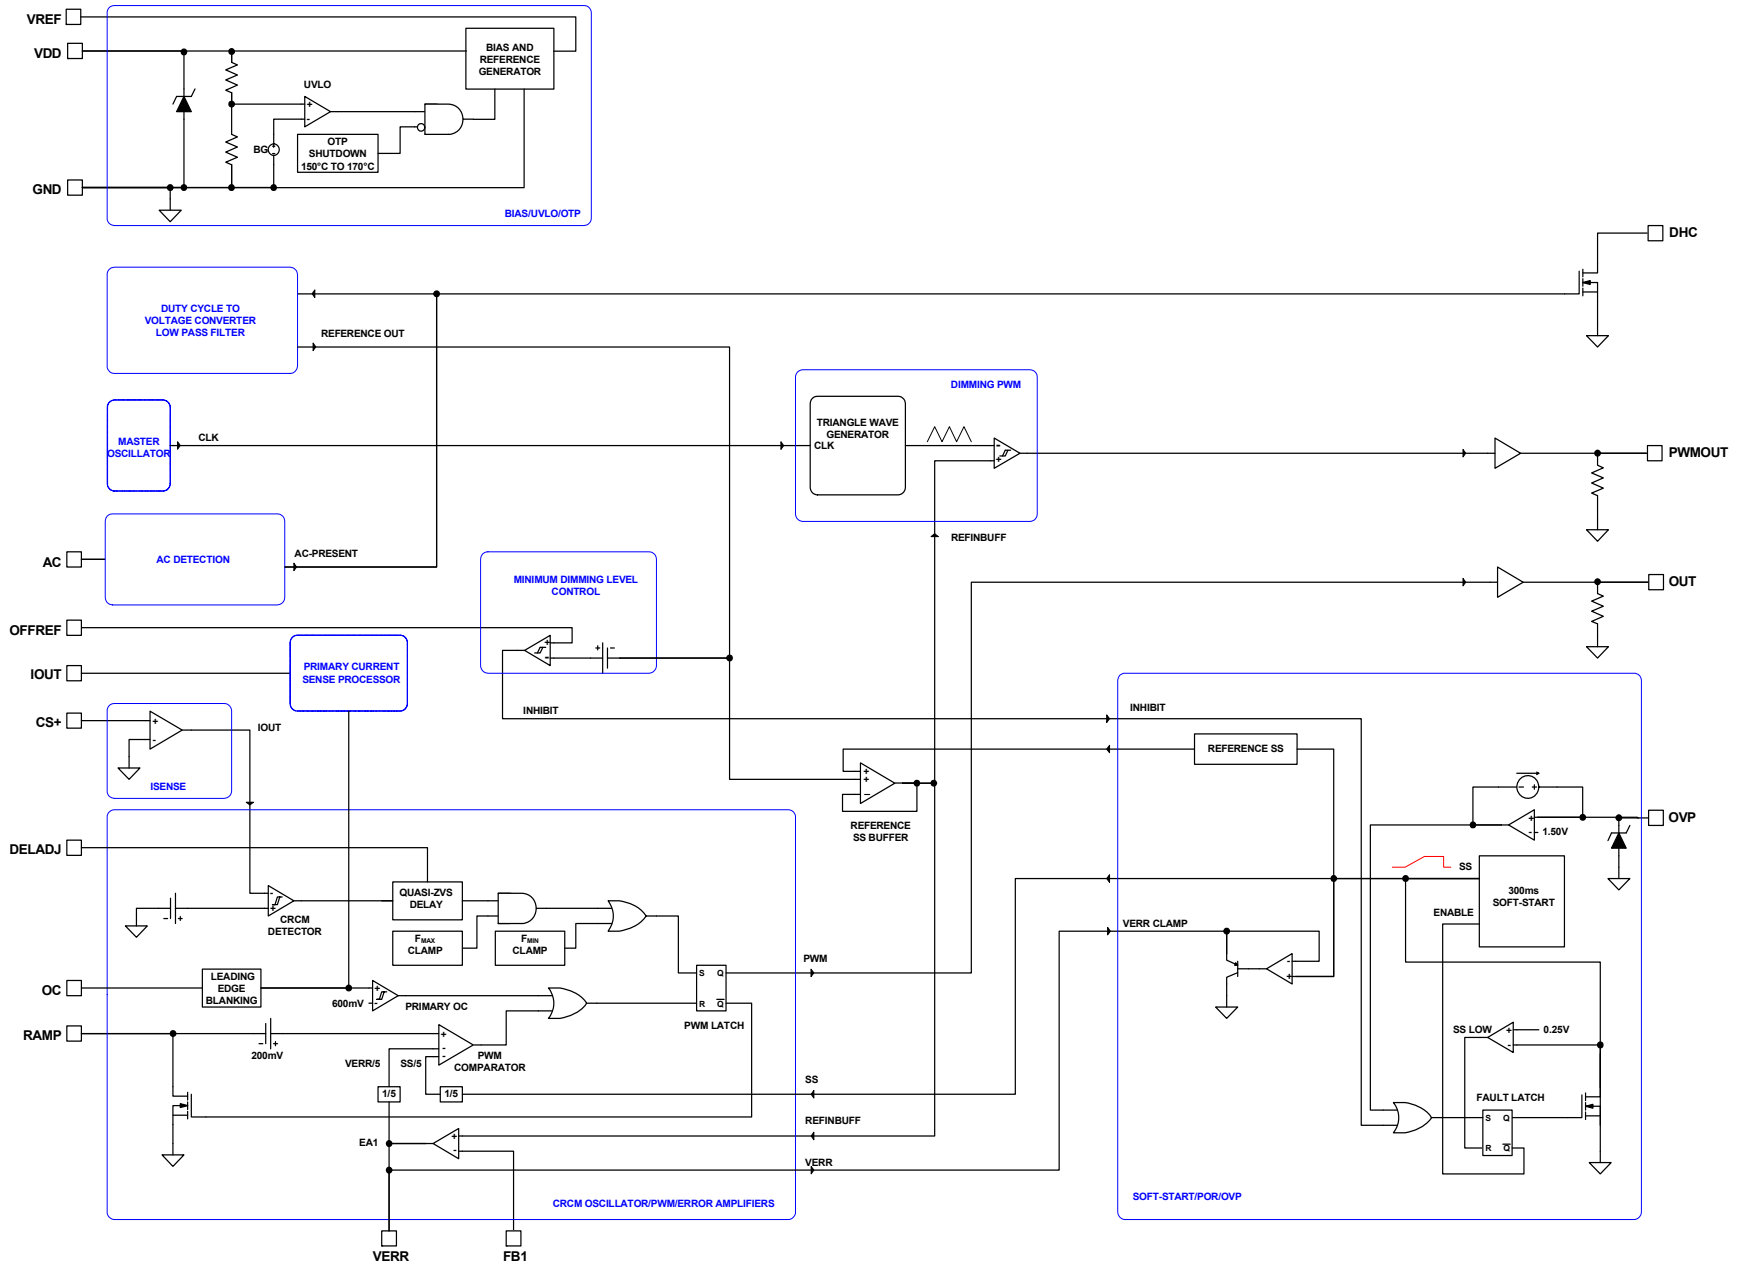 VREF
VDD
BIAS AND
REFERENCE
GENERATOR
UVLO
+
-
BG
OTP
SHUTDOWN
150°C TO 170°C
GND
BIAS/UVLO/OTP
DHC
DUTY CYCLE TO
VOLTAGE CONVERTER
LOW PASS FILTER
REFERENCE OUT
DIMMING PWM
TRIANGLE WAVE
GENERATOR
CLK
-
+
MASTER
OSCILLATOR
CLK
PWMOUT
REFINBUFF
AC
AC DETECTION
AC-PRESENT
MINIMUM DIMMING LEVEL
CONTROL
+
-
+ -
OUT
OFFREF
IOUT
PRIMARY CURRENT
SENSE PROCESSOR
CS+
+
-
IOUT
ISENSE
INHIBIT
INHIBIT
REFERENCE SS
+
+
-
REFERENCE
SS BUFFER
- +
+
-
1.50V
OVP
DELADJ
QUASI-ZVS
DELAY
-
+
- +
CRCM
DETECTOR
FMAX
CLAMP
FMIN
CLAMP
SS
300ms
SOFT-START
ENABLE
VERR CLAMP
-
+
OC
LEADING
EDGE
BLANKING
600mV
+
-
PRIMARY OC
S Q
R Q
PWM LATCH
PWM
RAMP
- +
200mV
+
-
-
PWM
COMPARATOR
VERR/5
SS/5
1/5
1/5
SS
SS LOW
+
-
0.25V
FAULT LATCH
S Q
R Q
EA1
+
-
REFINBUFF
VERR
CRCM OSCILLATOR/PWM/ERROR AMPLIFIERS
SOFT-START/POR/OVP
VERR
FB1